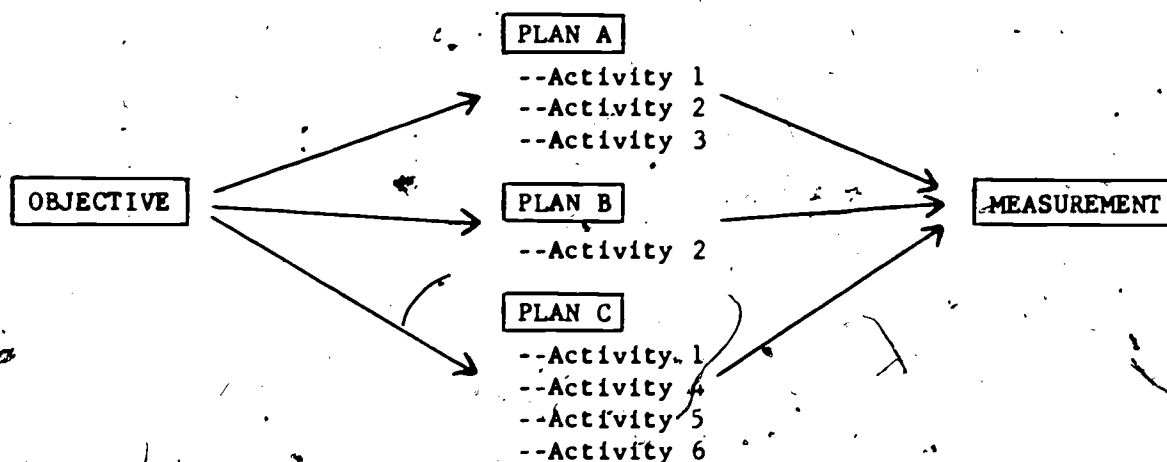 PLAN A
--Activity 1
--Activity 2
--Activity 3
OBJECTIVE
PLAN B
MEASUREMENT
--Activity 2
PLAN C
--Activity 1
--Activity 4
--Activity 5
--Activity 6